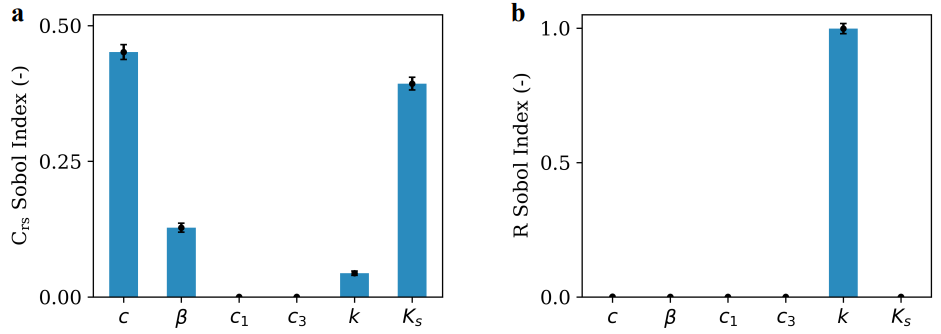 a
C_rs Sobol Index (-)
0.50
0.25
0.00
c β c₁ c₃ k Kₛ
b
R Sobol Index (-)
1.0
0.5
0.0
c β c₁ c₃ k Kₛ